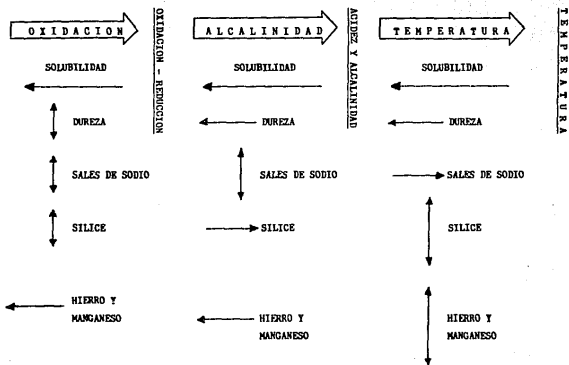 OXIDACION
SOLUBILIDAD
DUREZA
SALES DE SODIO
SILICE
HIERRO Y
MANGANESO
OXIDACION - REDUCCION
ALCALINIDAD
SOLUBILIDAD
DUREZA
SALES DE SODIO
SILICE
HIERRO Y
MANGANESO
ACIDEZ Y ALCALINIDAD
TEMPERATURA
SOLUBILIDAD
DUREZA
SALES DE SODIO
SILICE
HIERRO Y
MANGANESO
TEMPERATURA